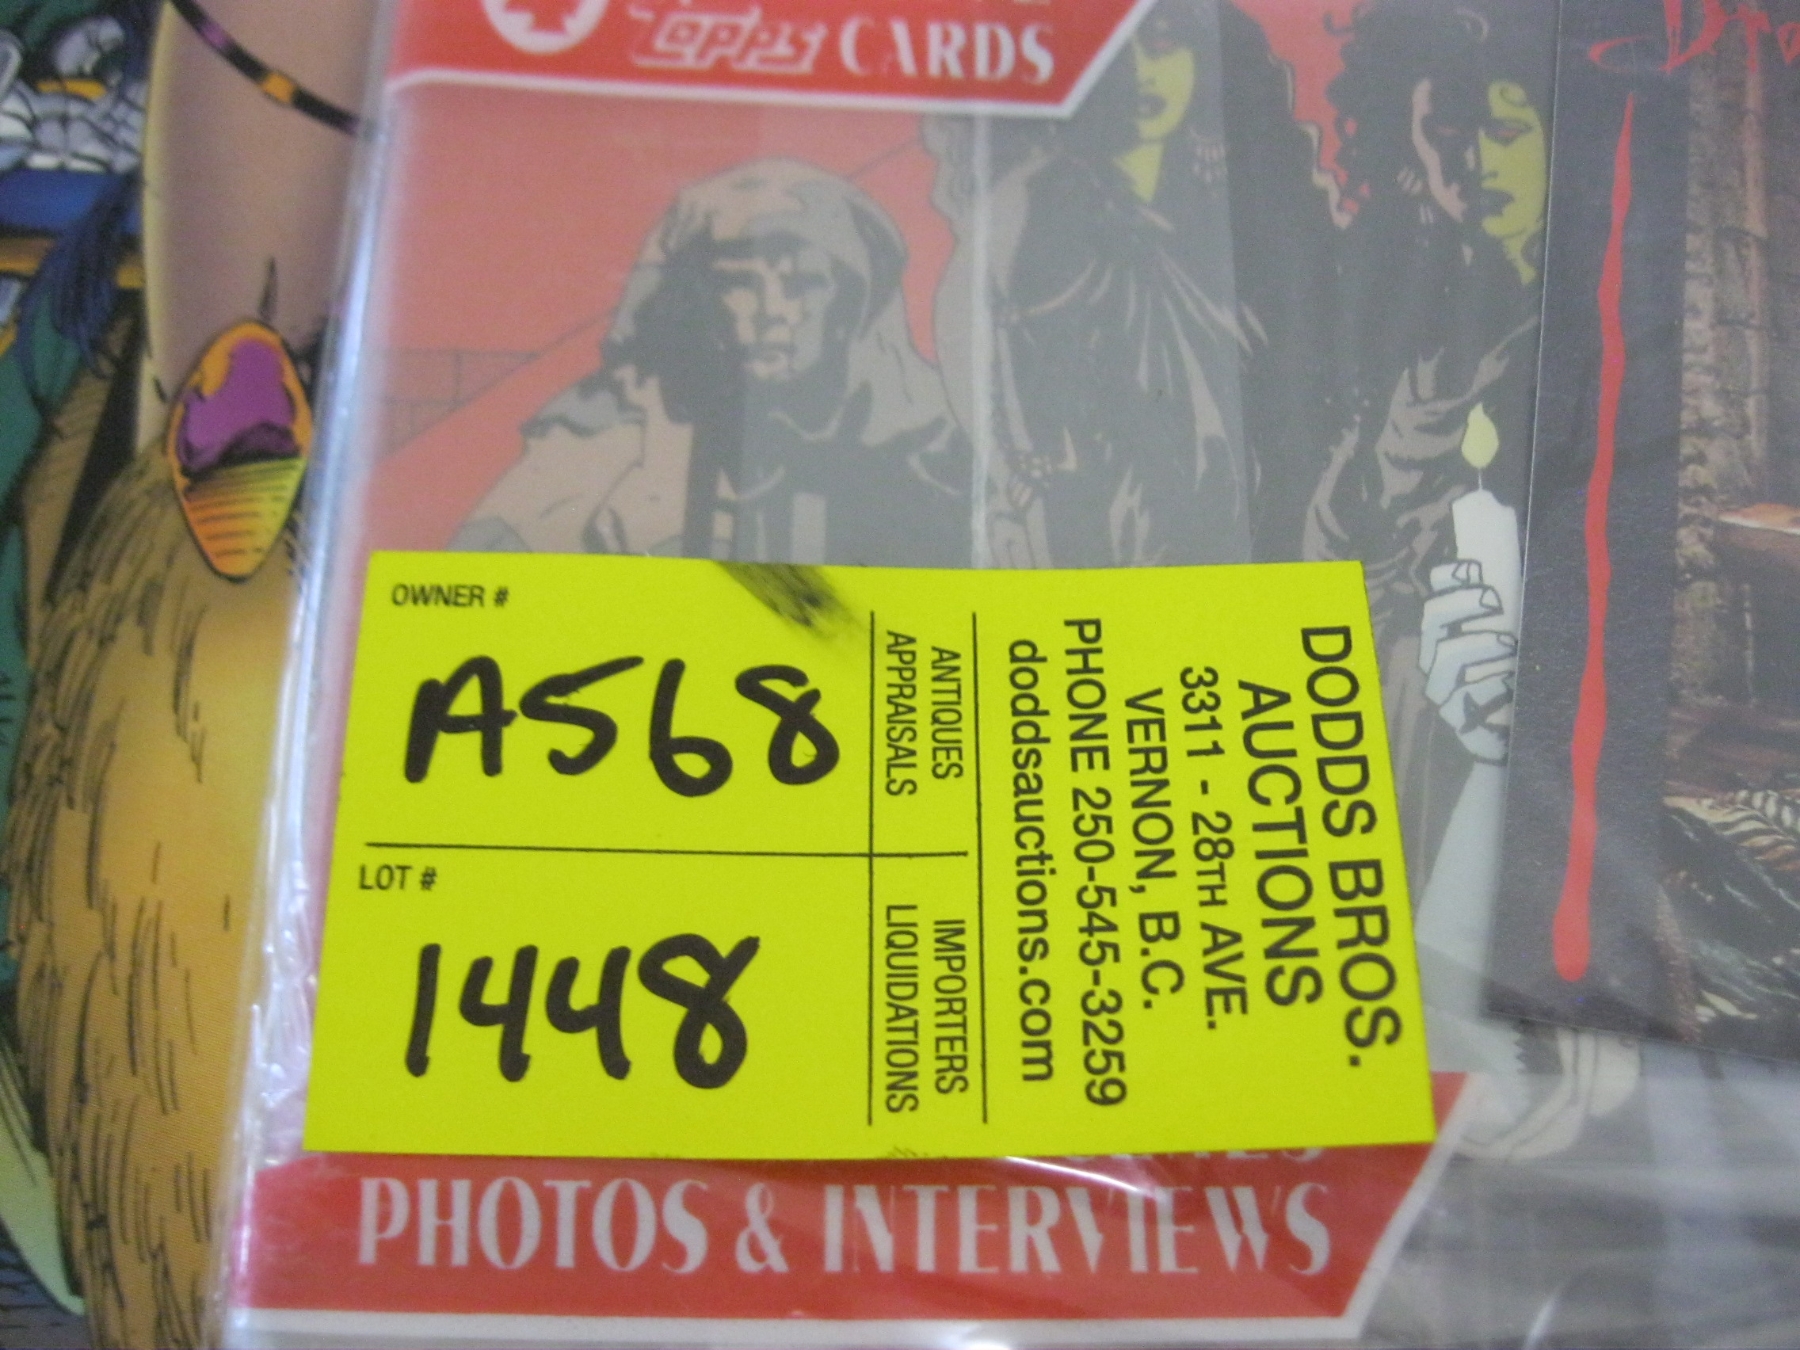 Topps CARDS
OWNER #
A568
LOT #
1448
ANTIQUES
APPRAISALS
IMPORTERS
LIQUIDATIONS
DODDS BROS.
AUCTIONS
3311 - 28TH AVE.
VERNON, B.C.
PHONE 250-545-3259
doddsauctions.com
PHOTOS & INTERVIEWS